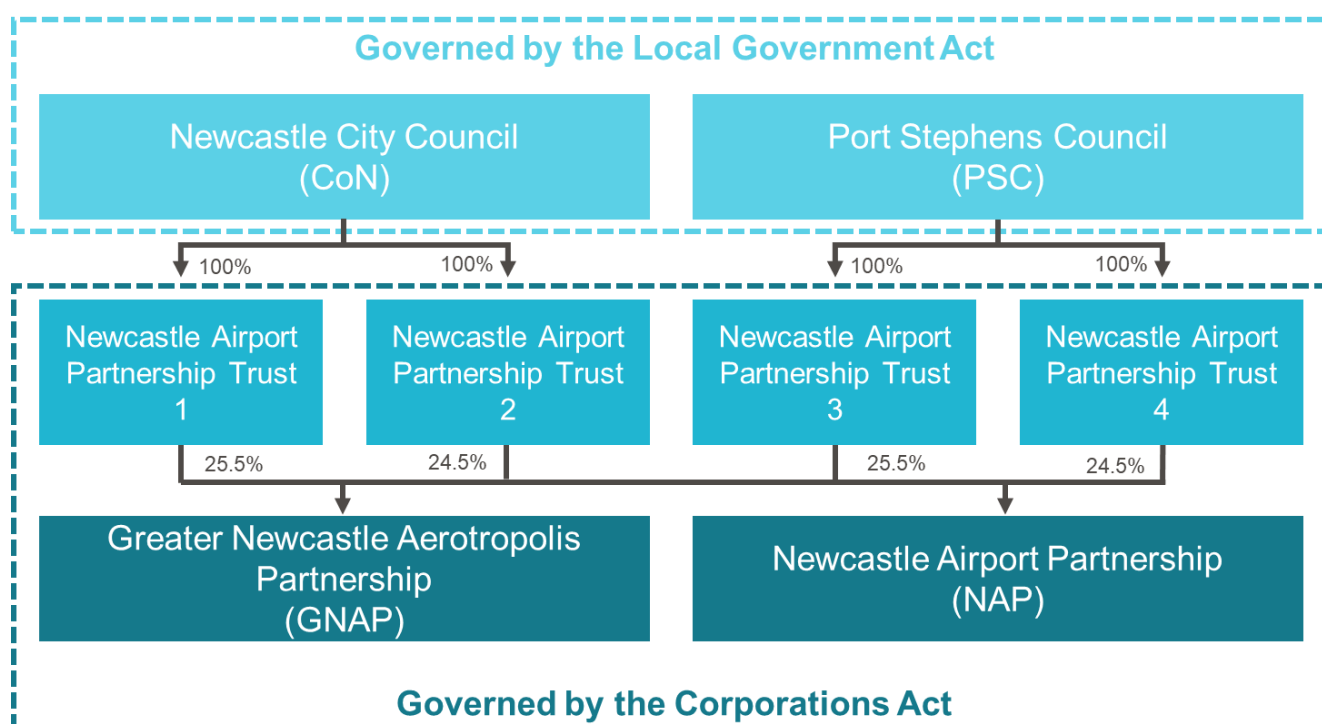 Governed by the Local Government Act
Newcastle City Council
(CoN)
Port Stephens Council
(PSC)
100%
100%
100%
100%
Newcastle Airport
Partnership Trust
1
Newcastle Airport
Partnership Trust
2
Newcastle Airport
Partnership Trust
3
Newcastle Airport
Partnership Trust
4
25.5%
24.5%
25.5%
24.5%
Greater Newcastle Aerotropolis
Partnership
(GNAP)
Newcastle Airport Partnership
(NAP)
Governed by the Corporations Act